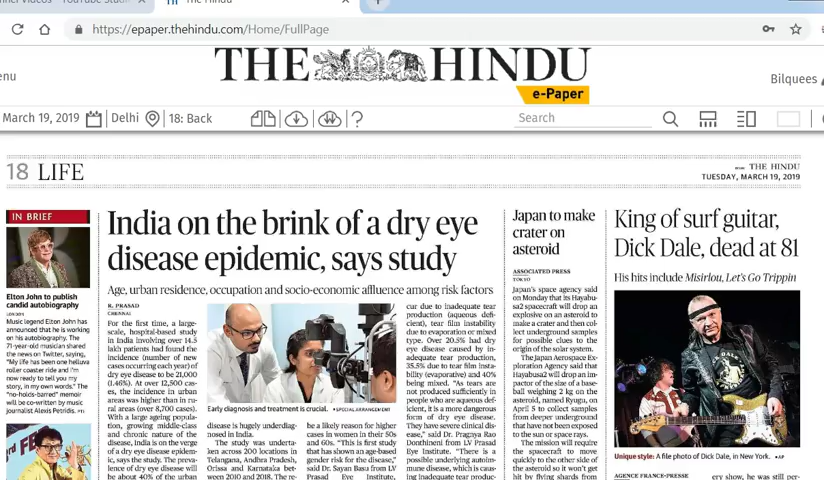 The Hindu
https://epaper.thehindu.com/Home/FullPage
THE HINDU
e-Paper
Bilquees
March 19, 2019
Delhi
18: Back
Search
18 LIFE
THE HINDU
TUESDAY, MARCH 19, 2019
IN BRIEF
Elton John to publish
candid autobiography
LONDON
Music legend Elton John has
announced that he is working
on his autobiography. The
71-year-old musician shared
the news on Twitter, saying,
"My life has been one helluva
roller coaster ride and I'm
now ready to tell you my
story, in my own words." The
"no-holds-barred" memoir
will be co-written by music
journalist Alexis Petridis. PTI
India on the brink of a dry eye
disease epidemic, says study
Age, urban residence, occupation and socio-economic affluence among risk factors
R. PRASAD
CHENNAI
For the first time, a large-
scale, hospital-based study
in India involving over 14.5
lakh patients had found the
incidence (number of new
cases occurring each year) of
dry eye disease to be 21,000
(1.46%). At over 12,500 cas-
es, the incidence in urban
areas was higher than in ru-
ral areas (over 8,700 cases).
With a large ageing popula-
tion, growing middle-class
and chronic nature of the
disease, India is on the verge
of a dry eye disease epidem-
ic, says the study. The preva-
lence of dry eye disease will
be about 40% of the urban
Early diagnosis and treatment is crucial. •SPECIAL ARRANGEMENT
disease is hugely underdiag-
nosed in India.
The study was undertaken
across 200 locations in
Telangana, Andhra Pradesh,
Orissa and Karnataka bet-
ween 2010 and 2018. The re-
be a likely reason for higher
cases in women in their 50s
and 60s. "This is first study
that has shown an age-based
gender risk for the disease,"
said Dr. Sayan Basu from LV
Prasad Eye Institute,
cur due to inadequate tear
production (aqueous defi-
cient), tear film instability
due to evaporation or mixed
type. Over 20.5% had dry
eye disease caused by in-
adequate tear production,
35.5% due to tear film insta-
bility (evaporative) and 40%
being mixed. "As tears are
not produced sufficiently in
people who are aqueous def-
icient, it is a more dangerous
form of dry eye disease.
They have severe clinical dis-
ease," said Dr. Pragnya Rao
Donthineni from LV Prasad
Eye Institute. "There is a
possible underlying autoim-
mune disease, which is caus-
ing inadequate tear produc-
Japan to make
crater on
asteroid
ASSOCIATED PRESS
TOKYO
Japan's space agency said
on Monday that its Hayabu-
sa2 spacecraft will drop an
explosive on an asteroid to
make a crater and then col-
lect underground samples
for possible clues to the
origin of the solar system.
The Japan Aerospace Ex-
ploration Agency said that
Hayabusa2 will drop an im-
pactor of the size of a base-
ball weighing 2 kg on the
asteroid, named Ryugu, on
April 5 to collect samples
from deeper underground
that have not been exposed
to the sun or space rays.
The mission will require
the spacecraft to move
quickly to the other side of
the asteroid so it won't get
hit by flying shards from
King of surf guitar,
Dick Dale, dead at 81
His hits include Misirlou, Let's Go Trippin
Unique style: A file photo of Dick Dale, in New York. •AP
AGENCE FRANCE-PRESSE
cery show, he was still per-